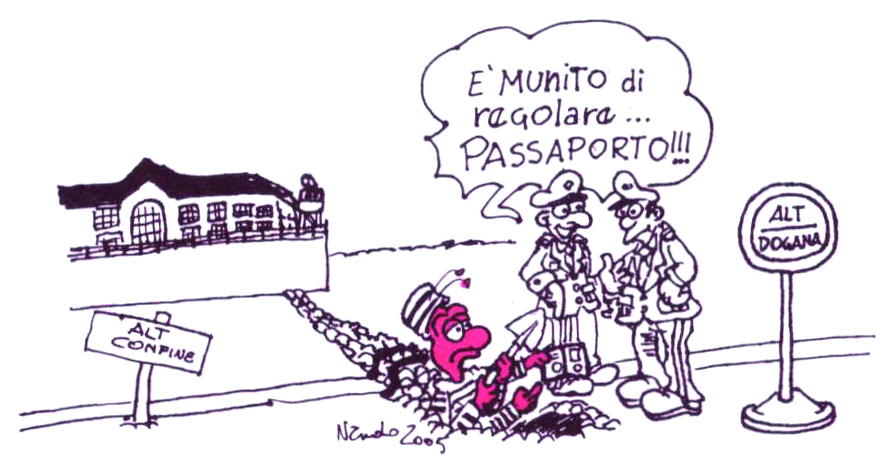 E' MUNITO di
regolare ...
PASSAPORTO!!!
ALT
DOGANA
ALT
CONFINE
Nando 2005